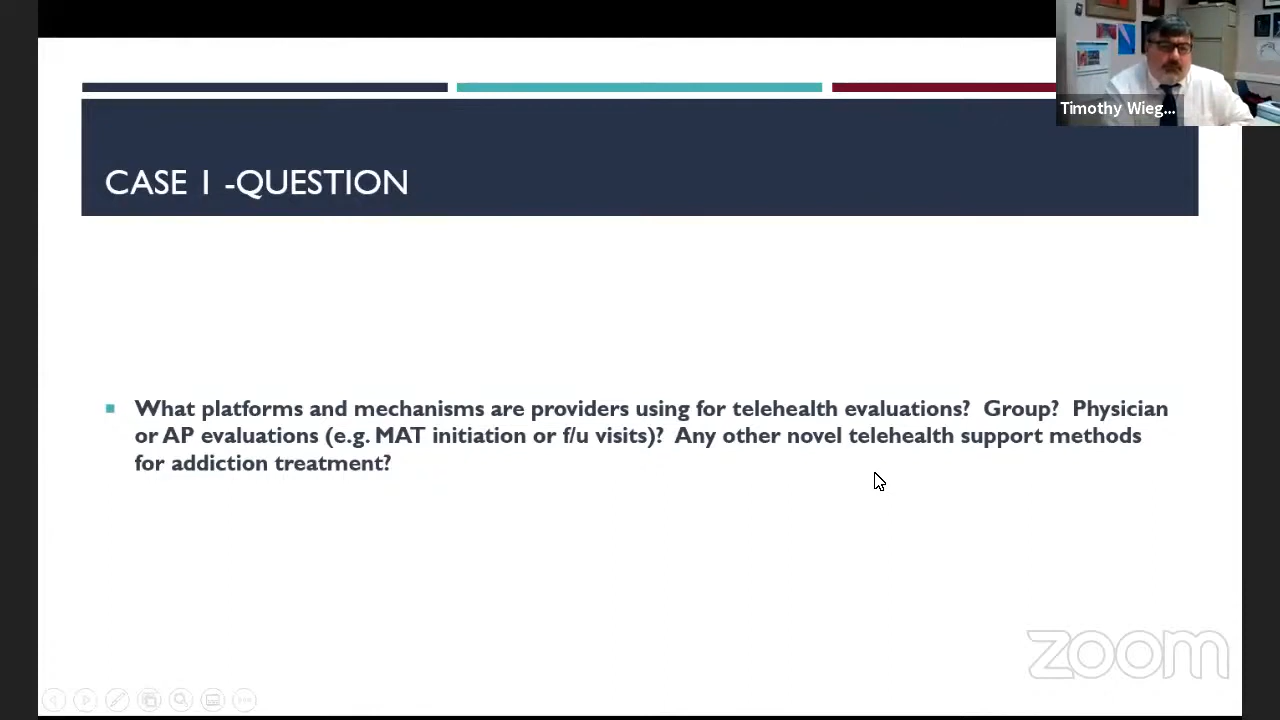 Timothy Wieg...
CASE 1 -QUESTION
What platforms and mechanisms are providers using for telehealth evaluations?  Group?  Physician
or AP evaluations (e.g. MAT initiation or f/u visits)?  Any other novel telehealth support methods
for addiction treatment?
zoom